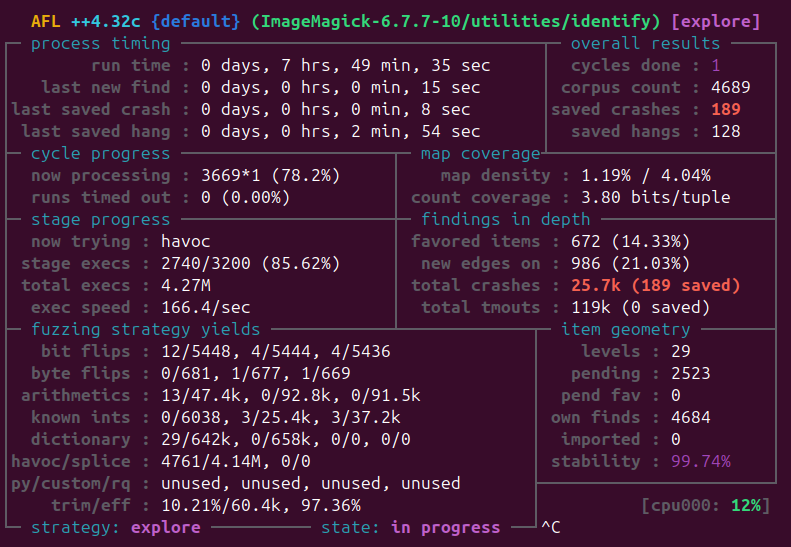 AFL ++4.32c {default} (ImageMagick-6.7.7-10/utilities/identify) [explore]
process timing overall results
run time : 0 days, 7 hrs, 49 min, 35 sec cycles done : 1
last new find : 0 days, 0 hrs, 0 min, 15 sec corpus count : 4689
last saved crash : 0 days, 0 hrs, 0 min, 8 sec saved crashes : 189
last saved hang : 0 days, 0 hrs, 2 min, 54 sec saved hangs : 128
cycle progress map coverage
now processing : 3669*1 (78.2%) map density : 1.19% / 4.04%
runs timed out : 0 (0.00%) count coverage : 3.80 bits/tuple
stage progress findings in depth
now trying : havoc favored items : 672 (14.33%)
stage execs : 2740/3200 (85.62%) new edges on : 986 (21.03%)
total execs : 4.27M total crashes : 25.7k (189 saved)
exec speed : 166.4/sec total tmouts : 119k (0 saved)
fuzzing strategy yields item geometry
bit flips : 12/5448, 4/5444, 4/5436 levels : 29
byte flips : 0/681, 1/677, 1/669 pending : 2523
arithmetics : 13/47.4k, 0/92.8k, 0/91.5k pend fav : 0
known ints : 0/6038, 3/25.4k, 3/37.2k own finds : 4684
dictionary : 29/642k, 0/658k, 0/0, 0/0 imported : 0
havoc/splice : 4761/4.14M, 0/0 stability : 99.74%
py/custom/rq : unused, unused, unused, unused
trim/eff : 10.21%/60.4k, 97.36% [cpu000: 12%]
strategy: explore state: in progress ^C